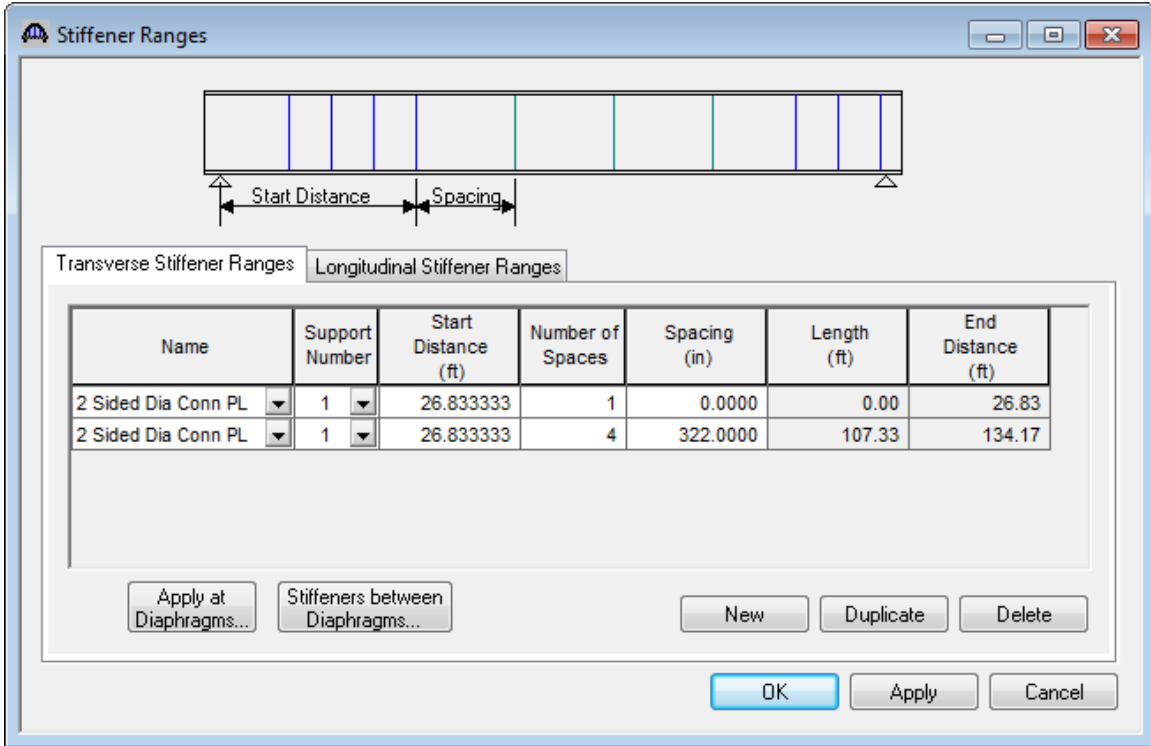 Stiffener Ranges
Start Distance
Spacing
Transverse Stiffener Ranges
Longitudinal Stiffener Ranges
Name
Support
Number
Start
Distance
(ft)
Number of
Spaces
Spacing
(in)
Length
(ft)
End
Distance
(ft)
2 Sided Dia Conn PL 1 26.833333 1 0.0000 0.00 26.83
2 Sided Dia Conn PL 1 26.833333 4 322.0000 107.33 134.17
Apply at
Diaphragms...
Stiffeners between
Diaphragms...
New
Duplicate
Delete
OK
Apply
Cancel